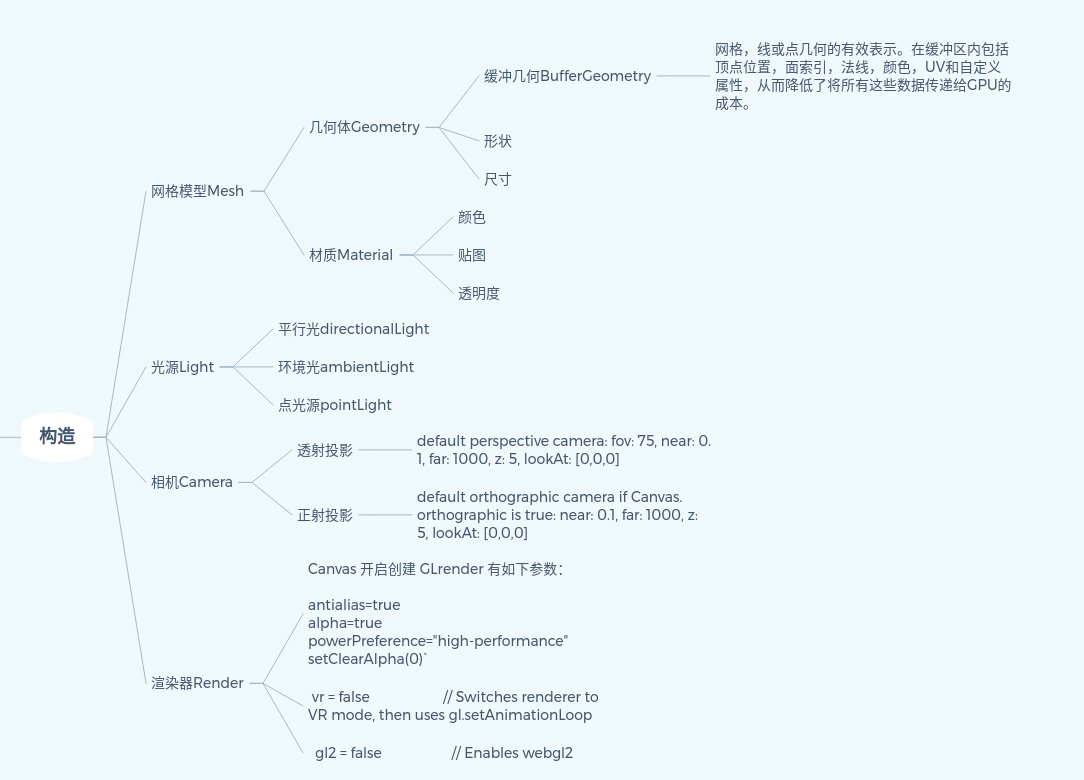 构造
网格模型Mesh
几何体Geometry
缓冲几何BufferGeometry
网格，线或点几何的有效表示。在缓冲区内包括
顶点位置，面索引，法线，颜色，UV和自定义
属性，从而降低了将所有这些数据传递给GPU的
成本。
形状
尺寸
材质Material
颜色
贴图
透明度
光源Light
平行光directionalLight
环境光ambientLight
点光源pointLight
相机Camera
透射投影
default perspective camera: fov: 75, near: 0.
1, far: 1000, z: 5, lookAt: [0,0,0]
正射投影
default orthographic camera if Canvas.
orthographic is true: near: 0.1, far: 1000, z:
5, lookAt: [0,0,0]
渲染器Render
Canvas 开启创建 GLrender 有如下参数：
antialias=true
alpha=true
powerPreference="high-performance"
setClearAlpha(0)`
vr = false // Switches renderer to
VR mode, then uses gl.setAnimationLoop
gl2 = false // Enables webgl2